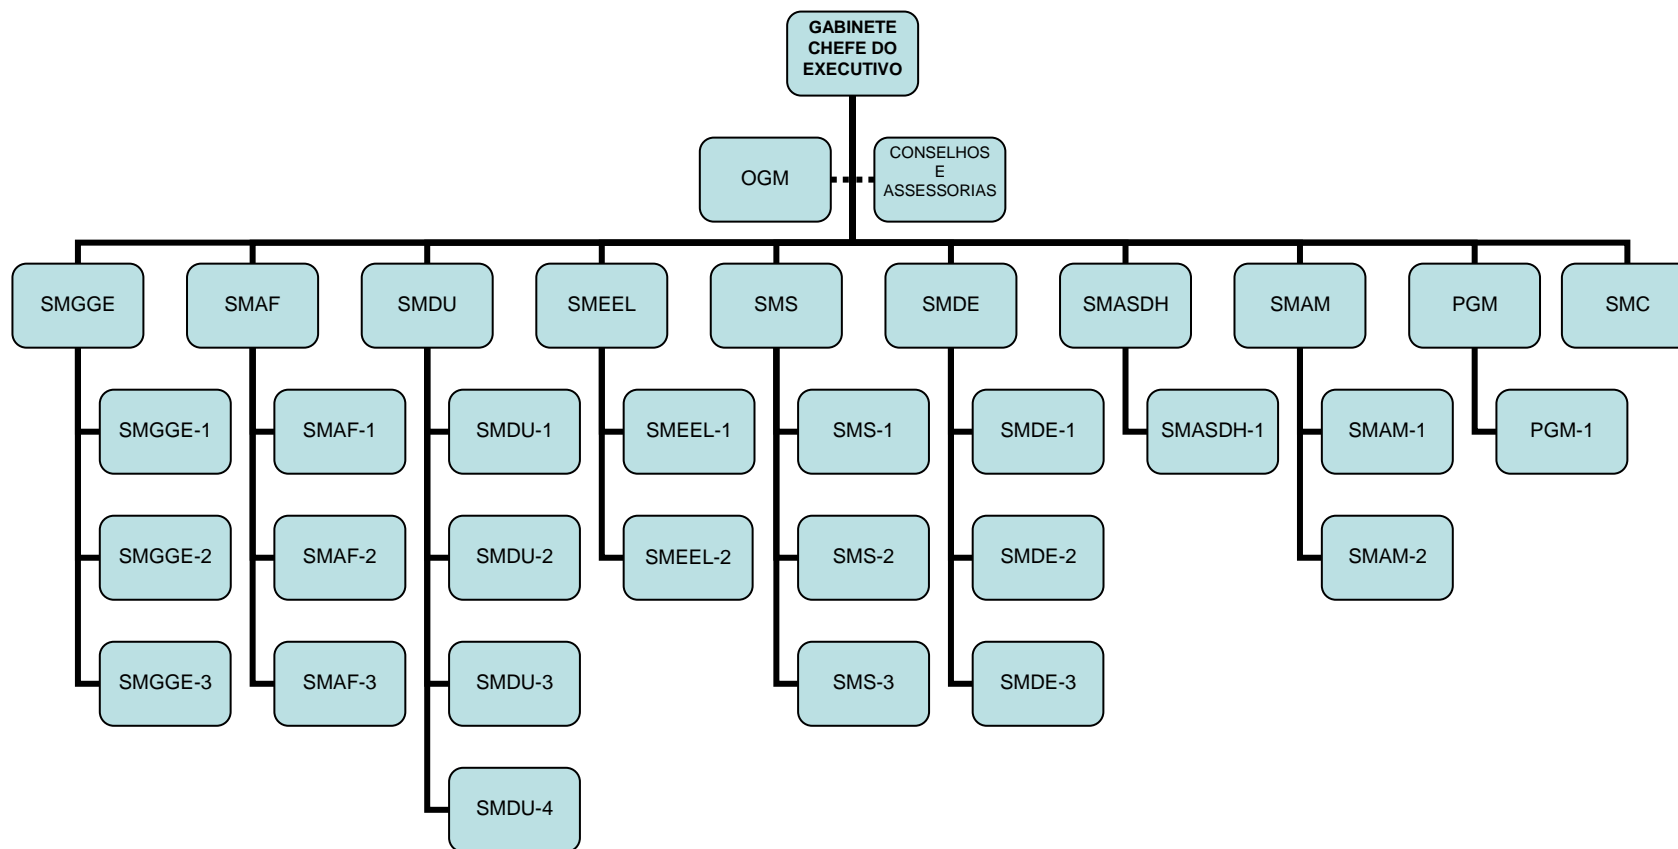 GABINETE
CHEFE DO
EXECUTIVO
OGM
CONSELHOS
E
ASSESSORIAS
SMGGE
SMAF
SMDU
SMEEL
SMS
SMDE
SMASDH
SMAM
PGM
SMC
SMGGE-1
SMAF-1
SMDU-1
SMEEL-1
SMS-1
SMDE-1
SMASDH-1
SMAM-1
PGM-1
SMGGE-2
SMAF-2
SMDU-2
SMEEL-2
SMS-2
SMDE-2
SMAM-2
SMGGE-3
SMAF-3
SMDU-3
SMS-3
SMDE-3
SMDU-4